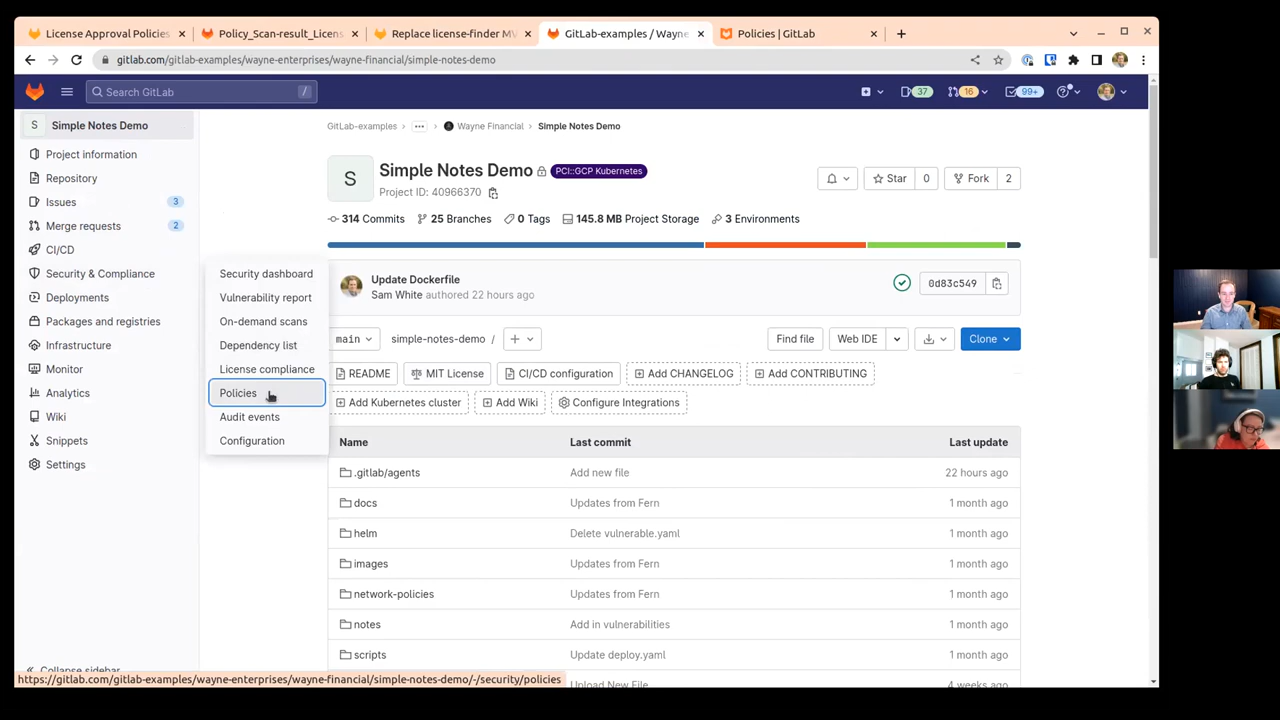 License Approval Policies
Policy_Scan-result_Licens
Replace license-finder MV
GitLab-examples / Wayne
Policies | GitLab
gitlab.com/gitlab-examples/wayne-enterprises/wayne-financial/simple-notes-demo
Search GitLab
/
37
16
99+
S
Simple Notes Demo
Project information
Repository
Issues
3
Merge requests
2
CI/CD
Security & Compliance
Deployments
Packages and registries
Infrastructure
Monitor
Analytics
Wiki
Snippets
Settings
Collapse sidebar
Security dashboard
Vulnerability report
On-demand scans
Dependency list
License compliance
Policies
Audit events
Configuration
GitLab-examples
Wayne Financial
Simple Notes Demo
S
Simple Notes Demo
PCI::GCP Kubernetes
Project ID: 40966370
Star
0
Fork
2
314 Commits
25 Branches
0 Tags
145.8 MB Project Storage
3 Environments
Update Dockerfile
Sam White authored 22 hours ago
0d83c549
main
simple-notes-demo /
Find file
Web IDE
Clone
README
MIT License
CI/CD configuration
Add CHANGELOG
Add CONTRIBUTING
Add Kubernetes cluster
Add Wiki
Configure Integrations
Name
Last commit
Last update
.gitlab/agents
Add new file
22 hours ago
docs
Updates from Fern
1 month ago
helm
Delete vulnerable.yaml
1 month ago
images
Updates from Fern
1 month ago
network-policies
Updates from Fern
1 month ago
notes
Add in vulnerabilities
1 month ago
scripts
Update deploy.yaml
1 month ago
Upload New File
4 weeks ago
https://gitlab.com/gitlab-examples/wayne-enterprises/wayne-financial/simple-notes-demo/-/security/policies